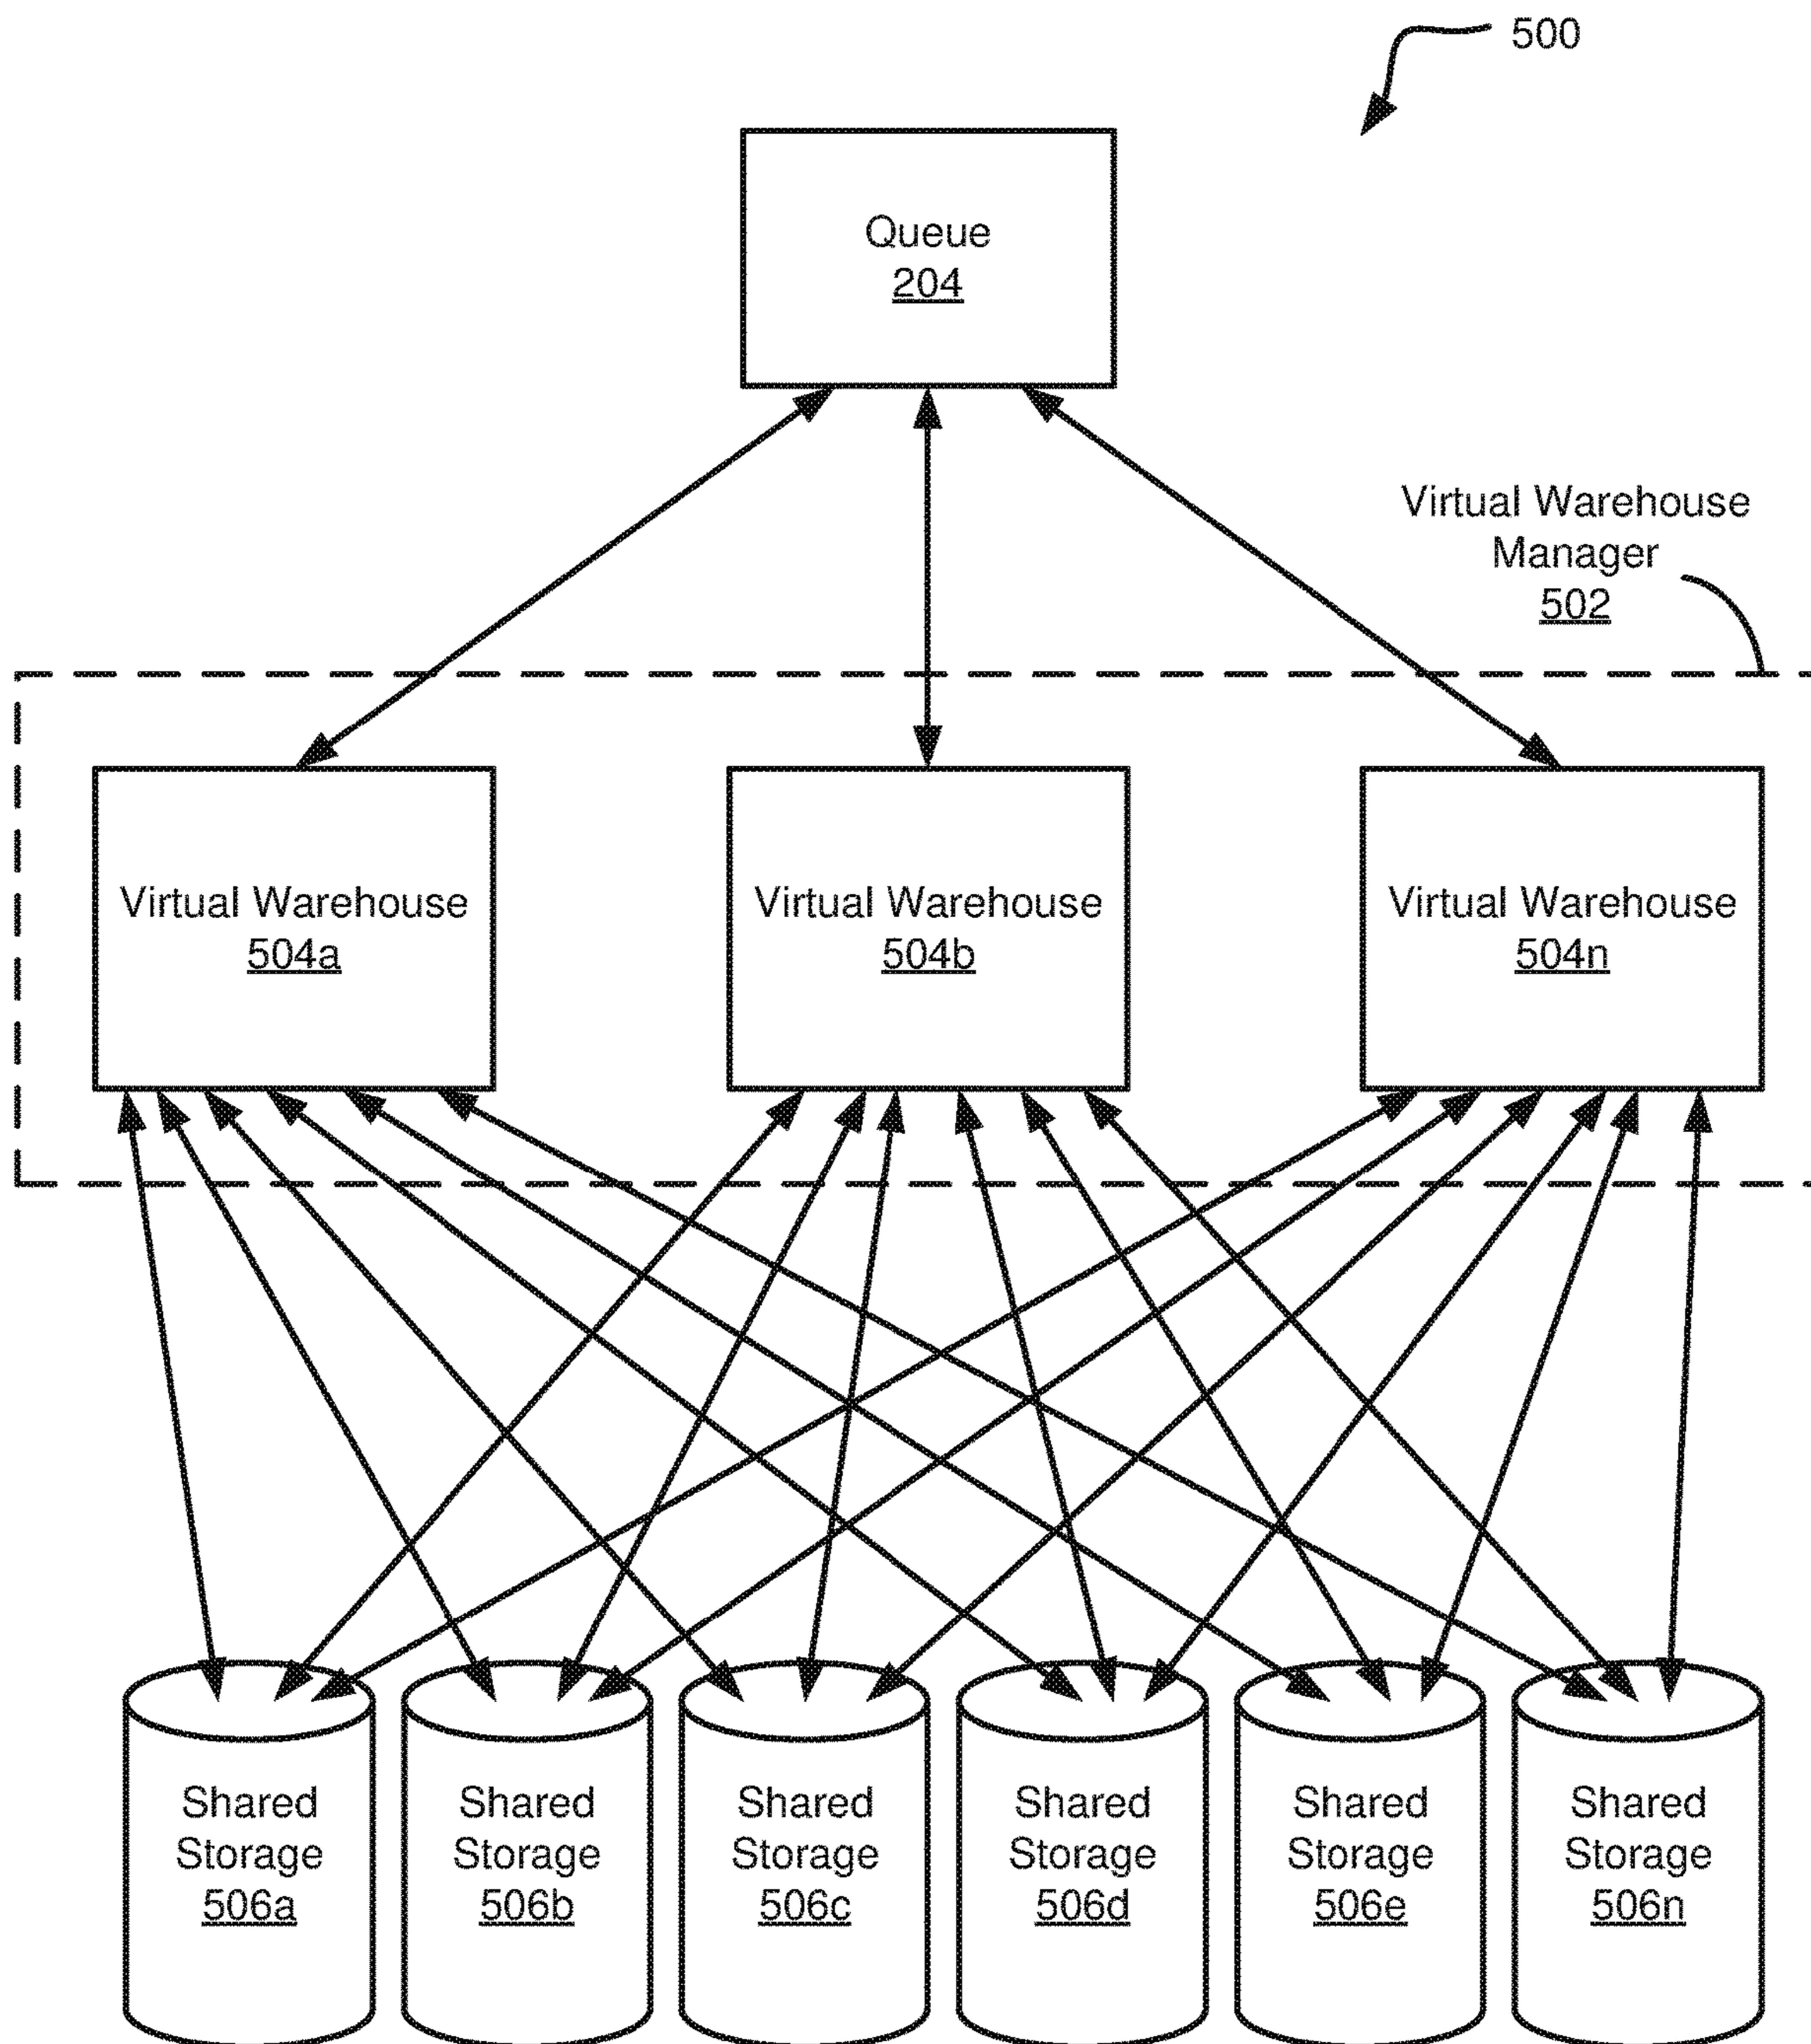 500
Queue
204
Virtual Warehouse
Manager
502
Virtual Warehouse
504a
Virtual Warehouse
504b
Virtual Warehouse
504n
Shared
Storage
506a
Shared
Storage
506b
Shared
Storage
506c
Shared
Storage
506d
Shared
Storage
506e
Shared
Storage
506n